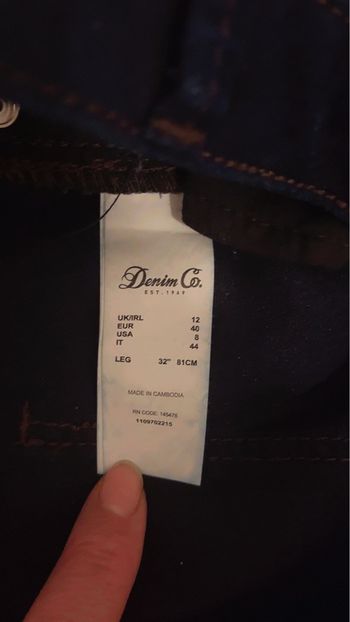 Denim Co.
EST. 1969
UK/IRL 12
EUR 40
USA 8
IT 44
LEG 32" 81CM
MADE IN CAMBODIA
RN CODE: 145475
1109702215